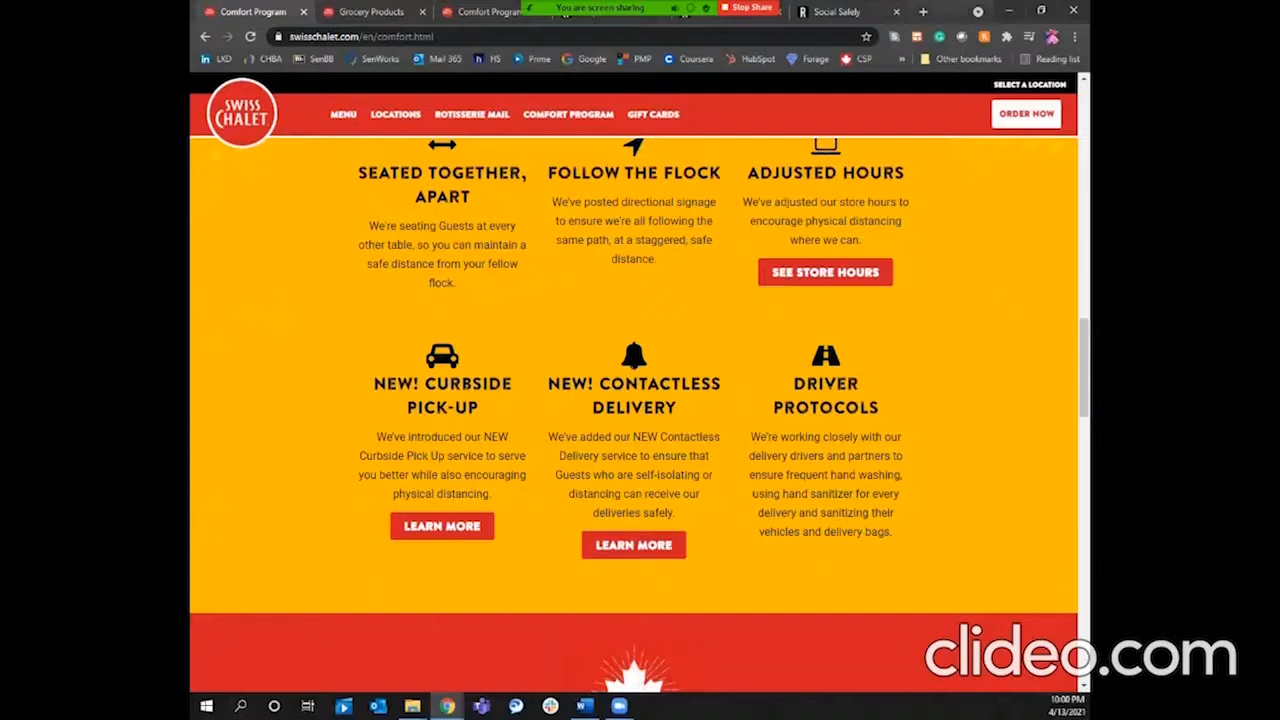 Comfort Program
Grocery Products
Comfort Program
You are screen sharing
Stop Share
Social Safely
swisschalet.com/en/comfort.html
LKD
CHBA
SenBB
SenWorks
Mail 365
HS
Prime
Google
PMP
Coursera
HubSpot
Forage
CSP
Other bookmarks
Reading list
SELECT A LOCATION
SWISS
CHALET
MENU
LOCATIONS
ROTISSERIE MAIL
COMFORT PROGRAM
GIFT CARDS
ORDER NOW
SEATED TOGETHER,
APART
We're seating Guests at every
other table, so you can maintain a
safe distance from your fellow
flock.
FOLLOW THE FLOCK
We've posted directional signage
to ensure we're all following the
same path, at a staggered, safe
distance.
ADJUSTED HOURS
We've adjusted our store hours to
encourage physical distancing
where we can.
SEE STORE HOURS
NEW! CURBSIDE
PICK-UP
We've introduced our NEW
Curbside Pick Up service to serve
you better while also encouraging
physical distancing.
LEARN MORE
NEW! CONTACTLESS
DELIVERY
We've added our NEW Contactless
Delivery service to ensure that
Guests who are self-isolating or
distancing can receive our
deliveries safely.
LEARN MORE
DRIVER
PROTOCOLS
We're working closely with our
delivery drivers and partners to
ensure frequent hand washing,
using hand sanitizer for every
delivery and sanitizing their
vehicles and delivery bags.
clideo.com
10:00 PM
4/13/2021